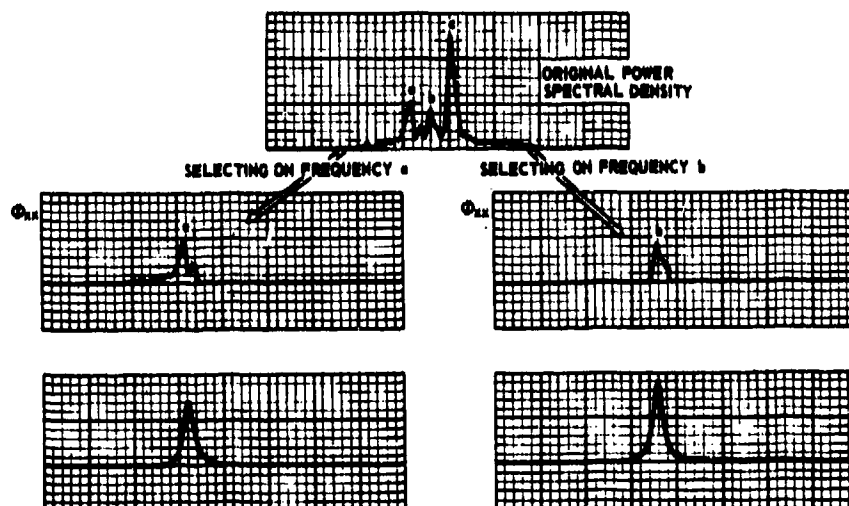 c
ORIGINAL POWER
SPECTRAL DENSITY
a
b
SELECTING ON FREQUENCY a
SELECTING ON FREQUENCY b
Φxx
Φxx
b